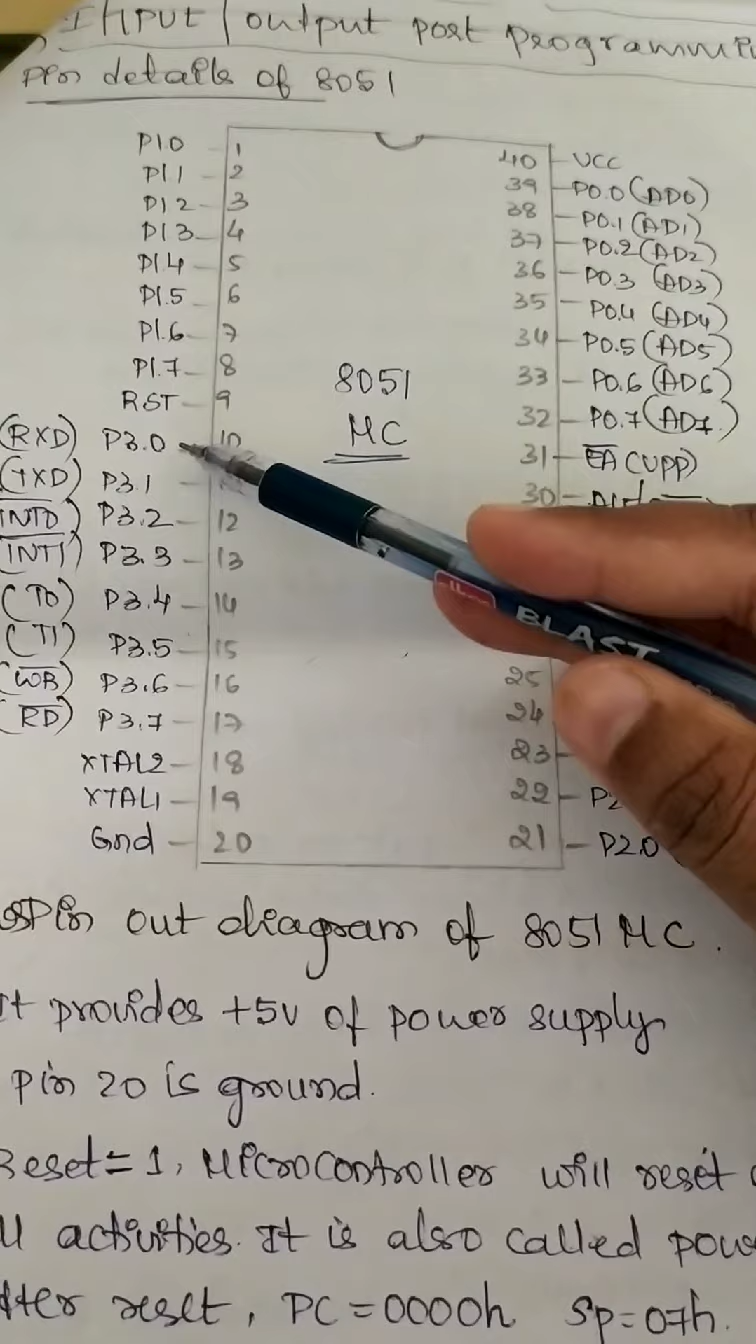 Input / output port programmi
pin details of 8051
P1.0 1
P1.1 2
P1.2 3
P1.3 4
P1.4 5
P1.5 6
P1.6 7
P1.7 8
RST 9
(RXD) P3.0 10
(TXD) P3.1
(INT0) P3.2 12
(INT1) P3.3 13
(T0) P3.4 14
(T1) P3.5 15
(WR) P3.6 16
(RD) P3.7 17
XTAL2 18
XTAL1 19
Gnd 20
8051
MC
40 VCC
39 P0.0 (AD0)
38 P0.1 (AD1)
37 P0.2 (AD2)
36 P0.3 (AD3)
35 P0.4 (AD4)
34 P0.5 (AD5)
33 P0.6 (AD6)
32 P0.7 (AD7)
31 EA (VPP)
30
25
24
23
22 P2
21 P2.0
BLAST
Pin out diagram of 8051 MC.
It provides +5V of power supply
Pin 20 is ground.
Reset = 1, Microcontroller will reset
activities. It is also called pow
After reset, PC = 0000h SP = 07h.